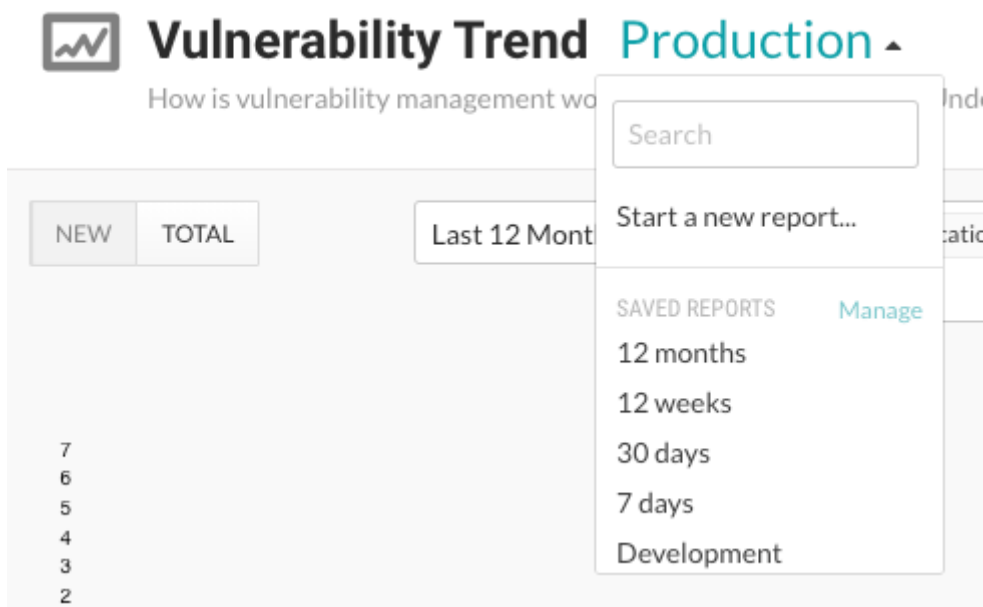 Vulnerability Trend Production
How is vulnerability management wo
NEW TOTAL
Last 12 Mont
Search
Start a new report...
SAVED REPORTS Manage
12 months
12 weeks
30 days
7 days
Development
7
6
5
4
3
2